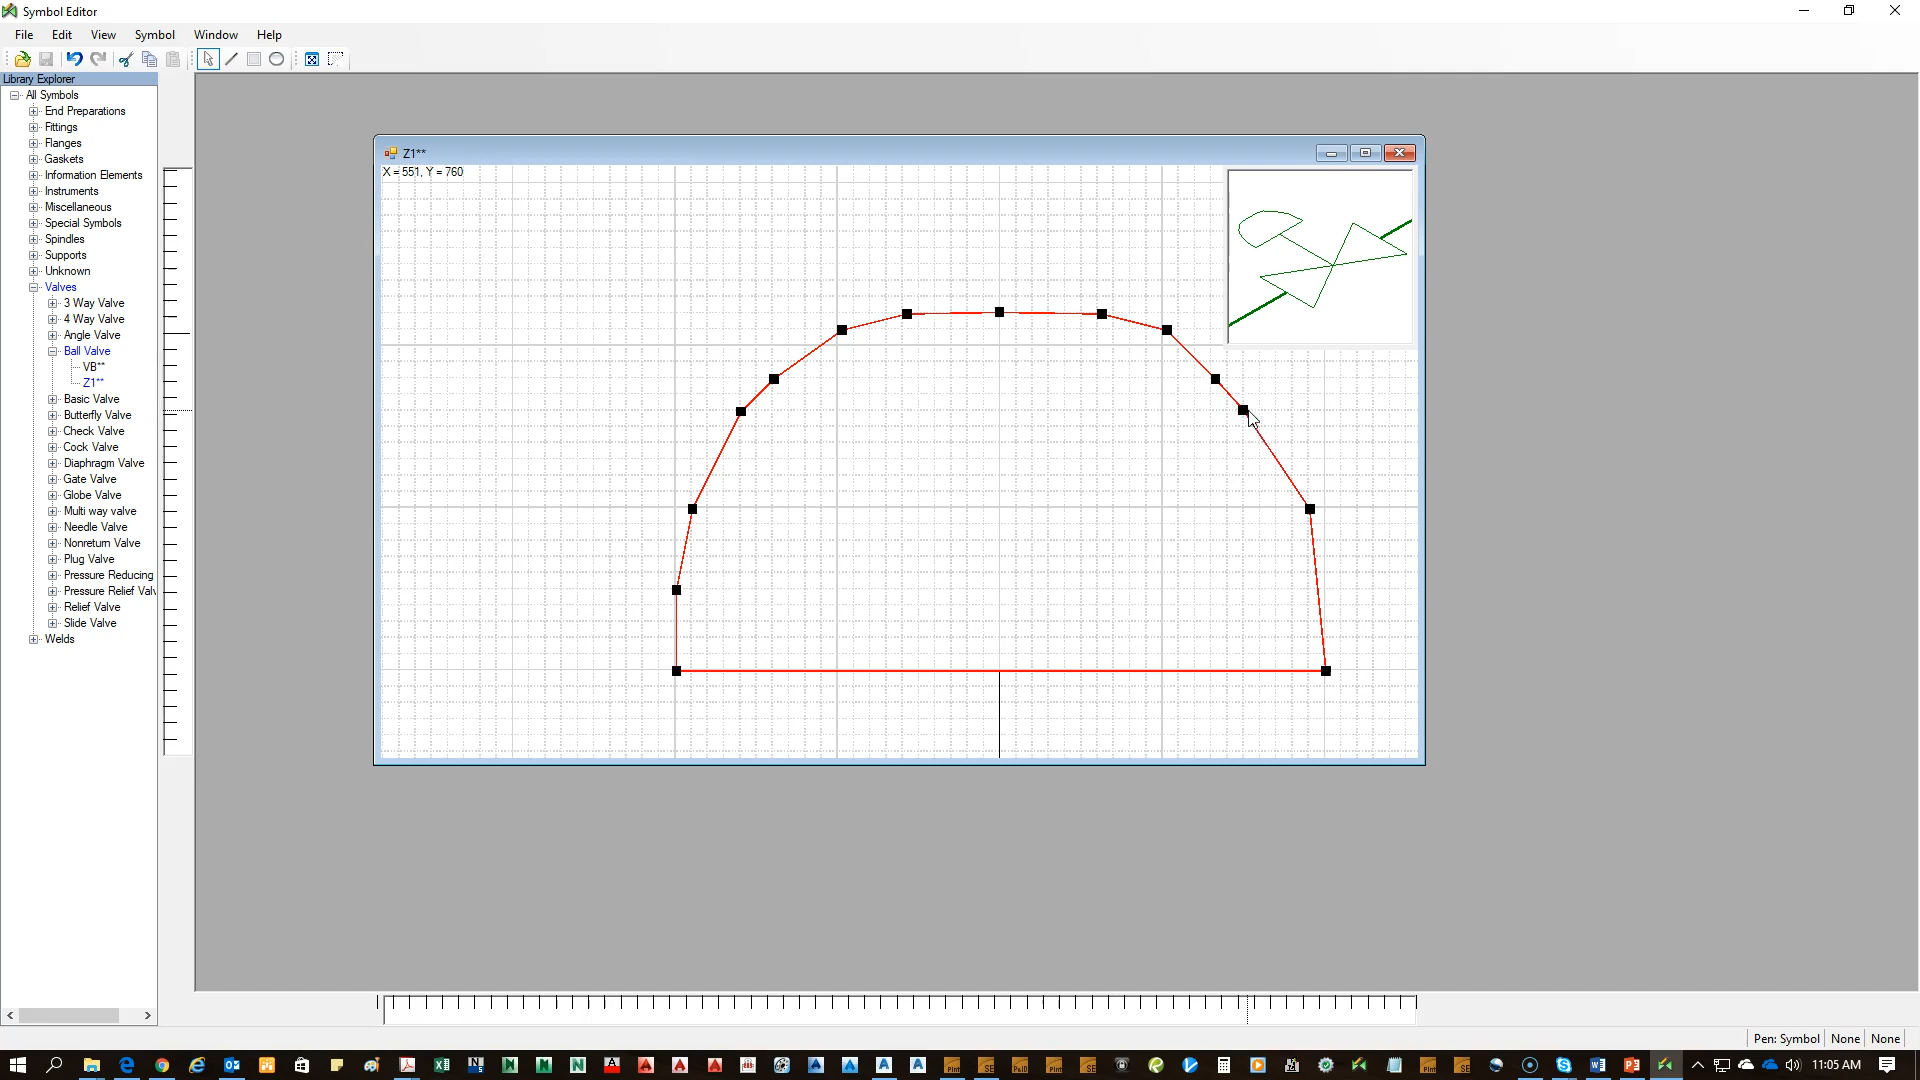 Symbol Editor
File Edit View Symbol Window Help
Library Explorer
All Symbols
End Preparations
Fittings
Flanges
Gaskets
Information Elements
Instruments
Miscellaneous
Special Symbols
Spindles
Supports
Unknown
Valves
3 Way Valve
4 Way Valve
Angle Valve
Ball Valve
VB**
Z1**
Basic Valve
Butterfly Valve
Check Valve
Cock Valve
Diaphragm Valve
Gate Valve
Globe Valve
Multi way valve
Needle Valve
Nonreturn Valve
Plug Valve
Pressure Reducing
Pressure Relief Valv
Relief Valve
Slide Valve
Welds
Z1**
X = 551, Y = 760
Pen: Symbol None None
11:05 AM